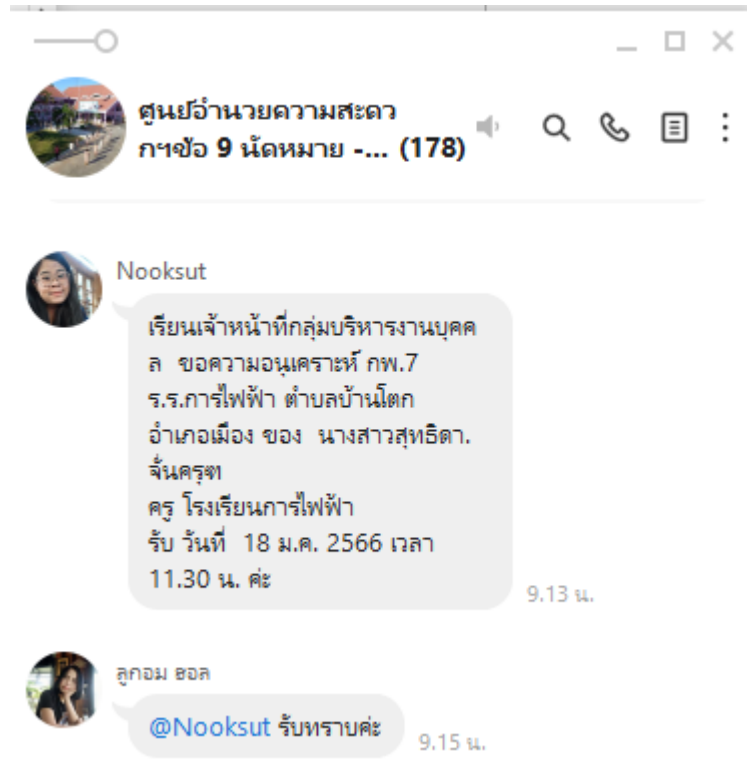 ศูนย์อำนวยความสะดว
กฯข้อ 9 นัดหมาย -... (178)
Nooksut
เรียนเจ้าหน้าที่กลุ่มบริหารงานบุคค
ล ขอความอนุเคราะห์ กพ.7
ร.ร.การไฟฟ้า ตำบลบ้านโตก
อำเภอเมือง ของ นางสาวสุทธิดา.
จั่นครุฑ
ครู โรงเรียนการไฟฟ้า
รับ วันที่ 18 ม.ค. 2566 เวลา
11.30 น. ค่ะ
9.13 น.
ลูกอม ฮอล
@Nooksut รับทราบค่ะ
9.15 น.